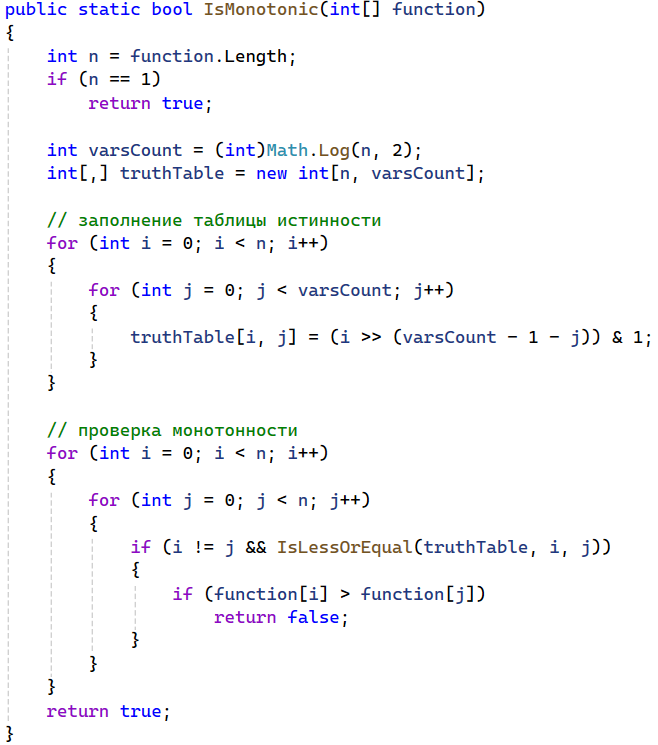 public static bool IsMonotonic(int[] function)
{
    int n = function.Length;
    if (n == 1)
        return true;

    int varsCount = (int)Math.Log(n, 2);
    int[,] truthTable = new int[n, varsCount];

    // заполнение таблицы истинности
    for (int i = 0; i < n; i++)
    {
        for (int j = 0; j < varsCount; j++)
        {
            truthTable[i, j] = (i >> (varsCount - 1 - j)) & 1;
        }
    }

    // проверка монотонности
    for (int i = 0; i < n; i++)
    {
        for (int j = 0; j < n; j++)
        {
            if (i != j && IsLessOrEqual(truthTable, i, j))
            {
                if (function[i] > function[j])
                    return false;
            }
        }
    }
    return true;
}